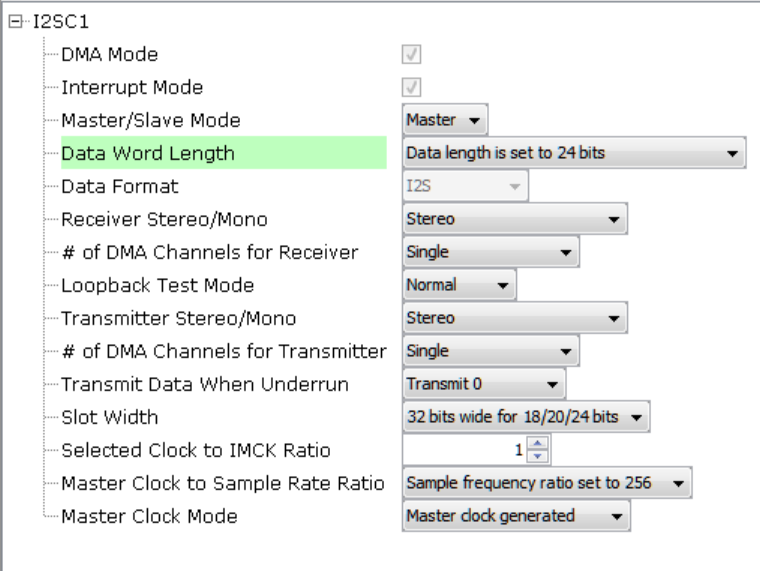 I2SC1
DMA Mode
Interrupt Mode
Master/Slave Mode Master
Data Word Length Data length is set to 24 bits
Data Format I2S
Receiver Stereo/Mono Stereo
# of DMA Channels for Receiver Single
Loopback Test Mode Normal
Transmitter Stereo/Mono Stereo
# of DMA Channels for Transmitter Single
Transmit Data When Underrun Transmit 0
Slot Width 32 bits wide for 18/20/24 bits
Selected Clock to IMCK Ratio 1
Master Clock to Sample Rate Ratio Sample frequency ratio set to 256
Master Clock Mode Master clock generated